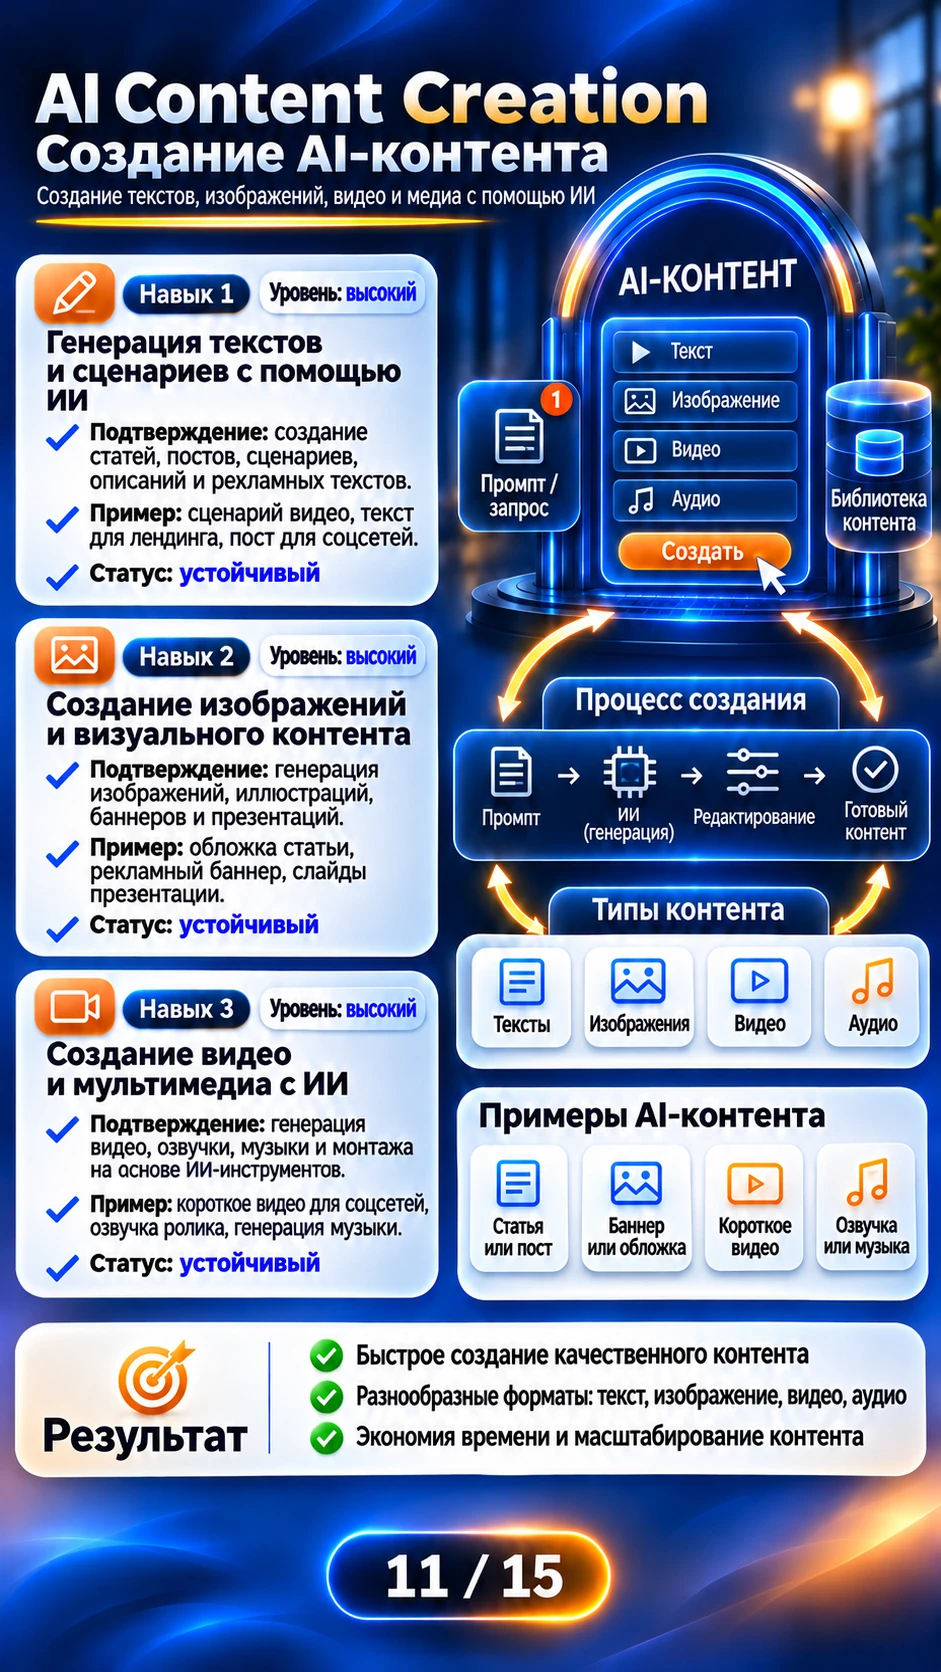 AI Content Creation
Создание AI-контента
Создание текстов, изображений, видео и медиа с помощью ИИ
Навык 1
Уровень: высокий
Генерация текстов
и сценариев с помощью
ИИ
Подтверждение: создание
статей, постов, сценариев,
описаний и рекламных текстов.
Пример: сценарий видео, текст
для лендинга, пост для соцсетей.
Статус: устойчивый
Навык 2
Уровень: высокий
Создание изображений
и визуального контента
Подтверждение: генерация
изображений, иллюстраций,
баннеров и презентаций.
Пример: обложка статьи,
рекламный баннер, слайды
презентации.
Статус: устойчивый
Навык 3
Уровень: высокий
Создание видео
и мультимедиа с ИИ
Подтверждение: генерация
видео, озвучки, музыки и монтажа
на основе ИИ-инструментов.
Пример: короткое видео для соцсетей,
озвучка ролика, генерация музыки.
Статус: устойчивый
AI-КОНТЕНТ
Текст
Изображение
Видео
Аудио
Создать
1
Промпт /
запрос
Библиотека
контента
Процесс создания
Промпт
ИИ
(генерация)
Редактирование
Готовый
контент
Типы контента
Тексты
Изображения
Видео
Аудио
Примеры AI-контента
Статья
или пост
Баннер
или обложка
Короткое
видео
Озвучка
или музыка
Результат
Быстрое создание качественного контента
Разнообразные форматы: текст, изображение, видео, аудио
Экономия времени и масштабирование контента
11 / 15